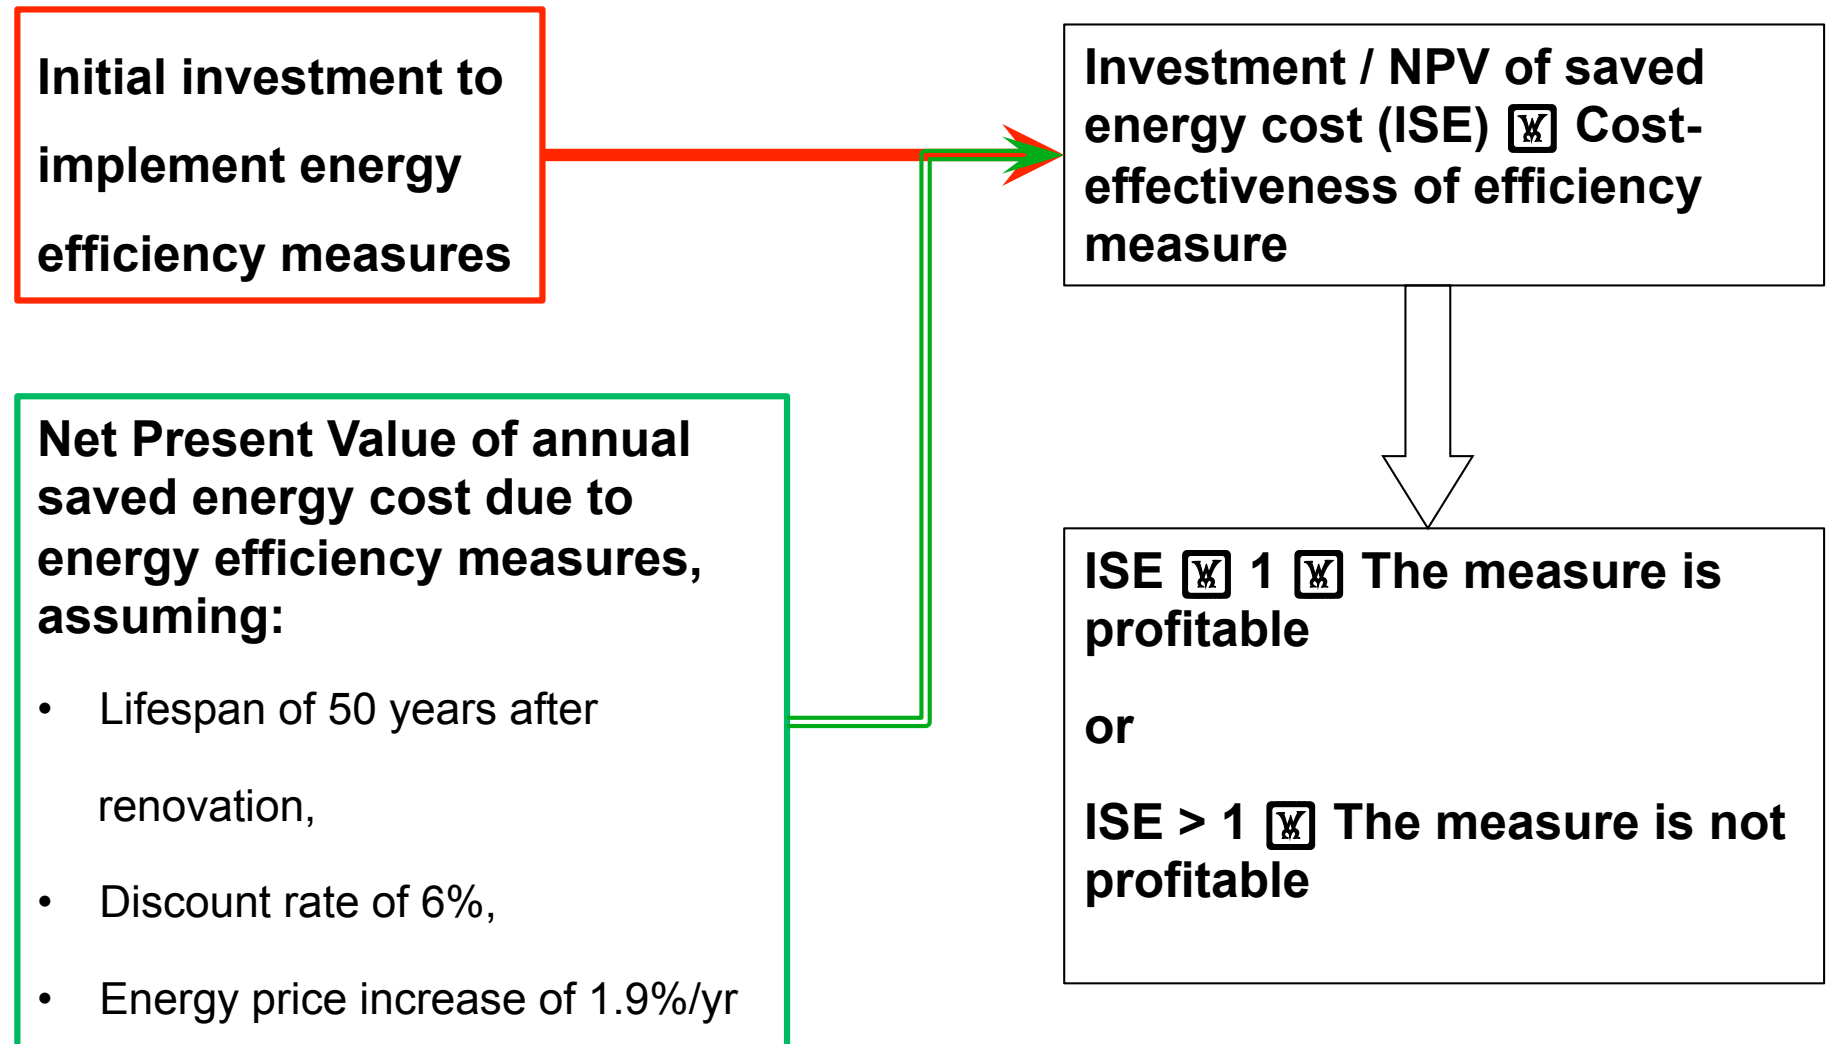 Initial investment to
implement energy
efficiency measures
Investment / NPV of saved
energy cost (ISE) Cost-
effectiveness of efficiency
measure
Net Present Value of annual
saved energy cost due to
energy efficiency measures,
assuming:
• Lifespan of 50 years after
renovation,
• Discount rate of 6%,
• Energy price increase of 1.9%/yr
ISE 1 The measure is
profitable
or
ISE > 1 The measure is not
profitable